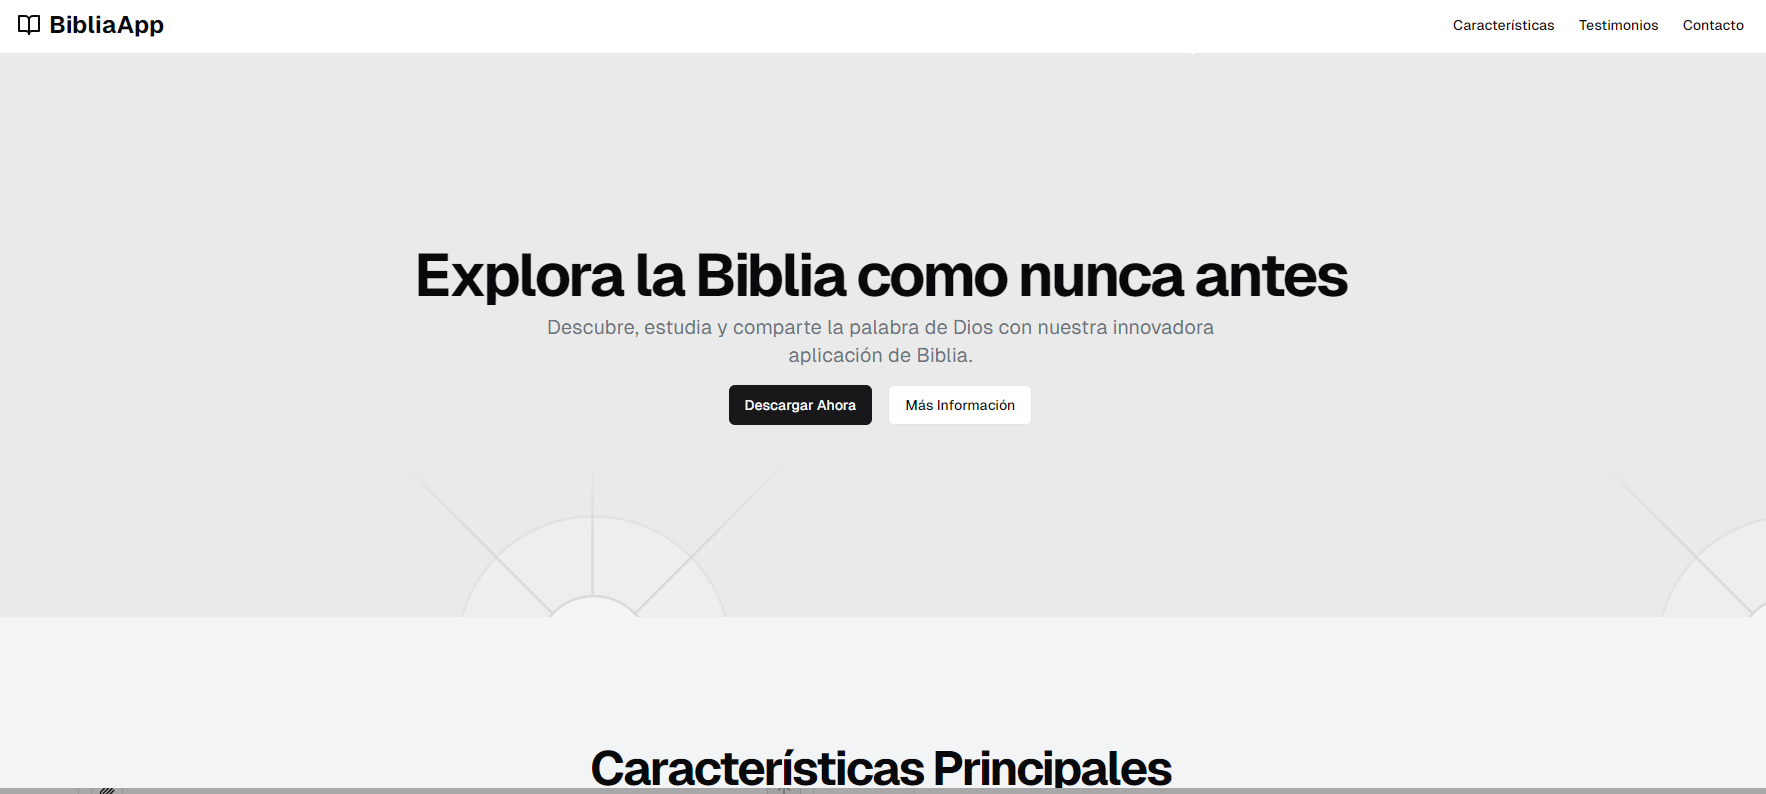 BibliaApp
Características
Testimonios
Contacto
Explora la Biblia como nunca antes
Descubre, estudia y comparte la palabra de Dios con nuestra innovadora
aplicación de Biblia.
Descargar Ahora
Más Información
Características Principales